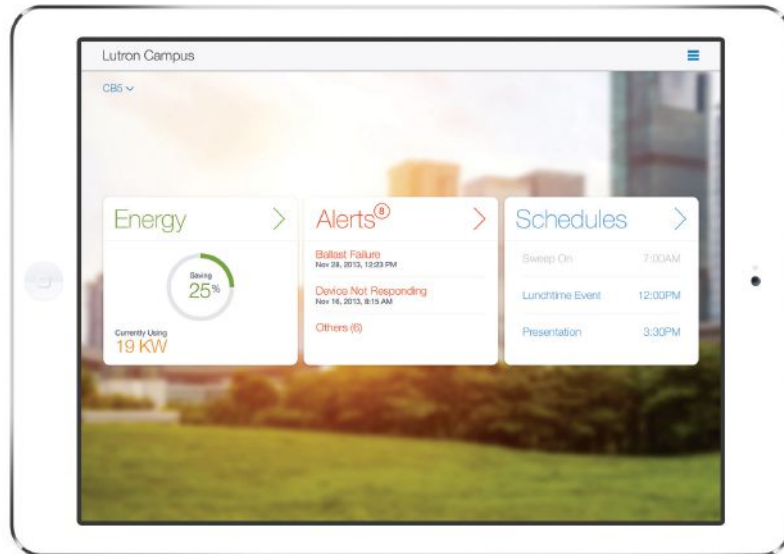 Lutron Campus
CB5
Energy
Saving
25%
Currently Using
19 KW
Alerts 8
Ballast Failure
Nov 28, 2013, 12:23 PM
Device Not Responding
Nov 16, 2013, 8:15 AM
Others (6)
Schedules
Sweep On 7:00AM
Lunchtime Event 12:00PM
Presentation 3:30PM